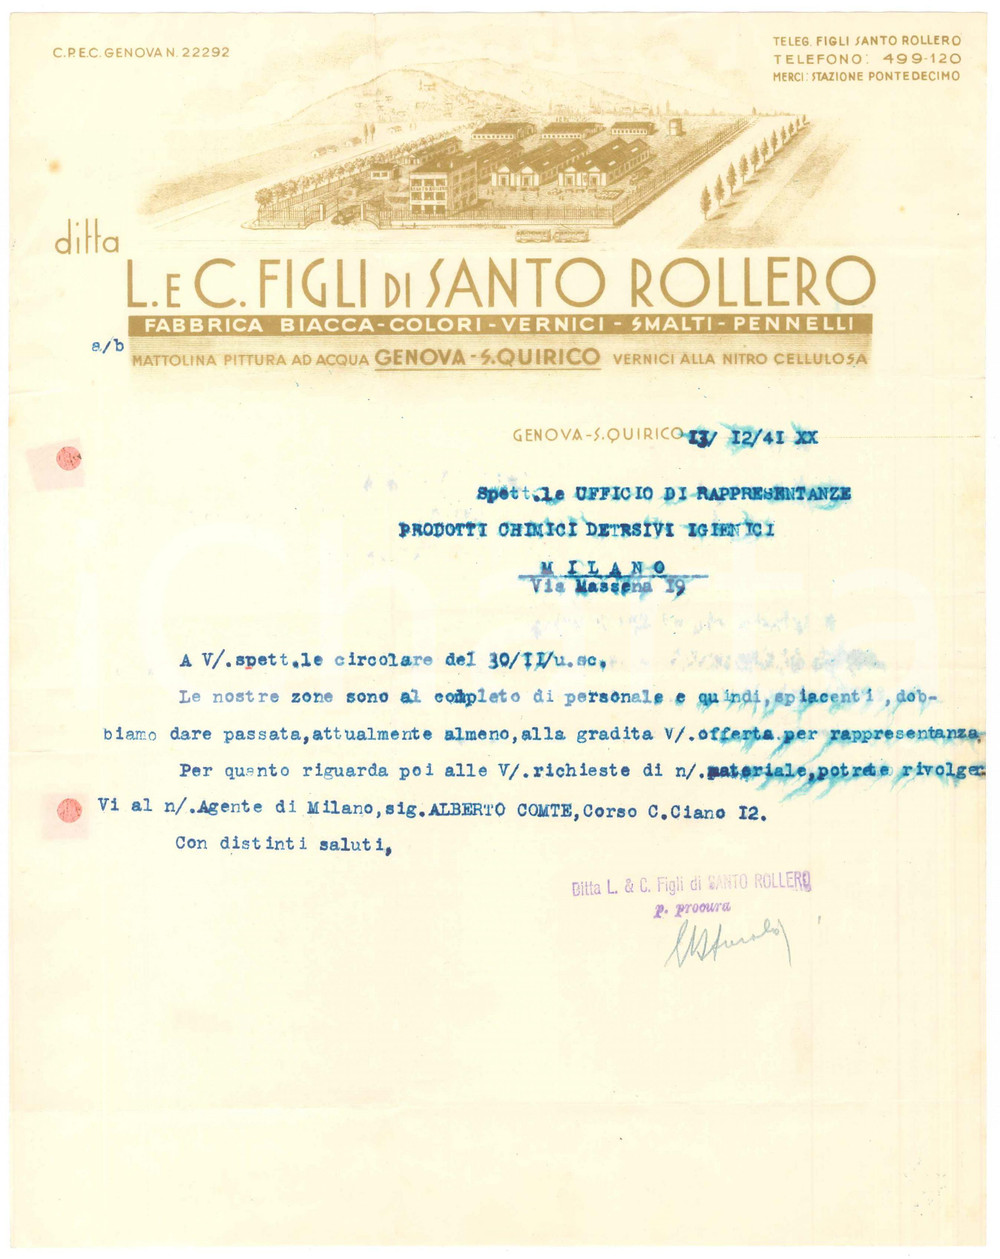 C.P.E.C. GENOVA N. 22292
TELEG. FIGLI SANTO ROLLERO
TELEFONO: 499-120
MERCI: STAZIONE PONTEDECIMO
ditta
L. E C. FIGLI DI SANTO ROLLERO
FABBRICA BIACCA-COLORI-VERNICI-SMALTI-PENNELLI
a/b
MATTOLINA PITTURA AD ACQUA GENOVA-S.QUIRICO VERNICI ALLA NITRO CELLULOSA
GENOVA-S.QUIRICO 13/ 12/41 XX
Spett.le UFFICIO DI RAPPRESENTANZE
PRODOTTI CHIMICI DETRSIVI IGIENICI
MILANO
Via Massena 19
A V/.spett.le circolare del 30/II/u.sc.
Le nostre zone sono al completo di personale e quindi,spiacenti,dob-
biamo dare passata,attualmente almeno,alla gradita V/.offerta per rappresentanza.
Per quanto riguarda poi alle V/.richieste di n/.materiale,potrete rivolger
Vi al n/.Agente di Milano,sig.ALBERTO COMTE,Corso C.Ciano I2.
Con distinti saluti,
Ditta L. & C. Figli di SANTO ROLLERO
p. procura